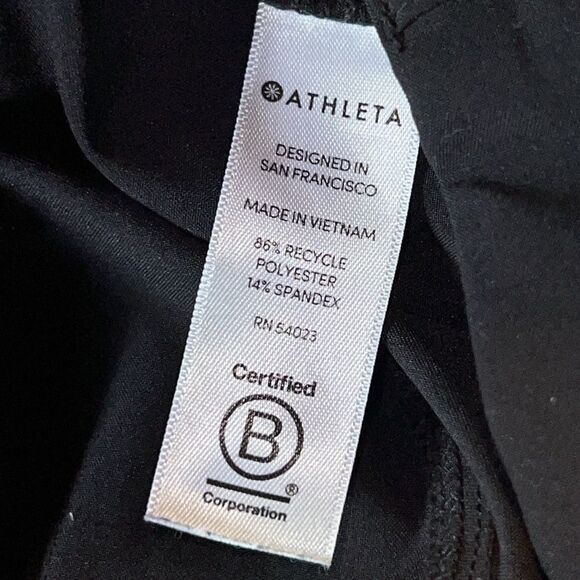 ATHLETA
DESIGNED IN
SAN FRANCISCO
MADE IN VIETNAM
86% RECYCLE
POLYESTER
14% SPANDEX
RN 54023
Certified
B
®
Corporation